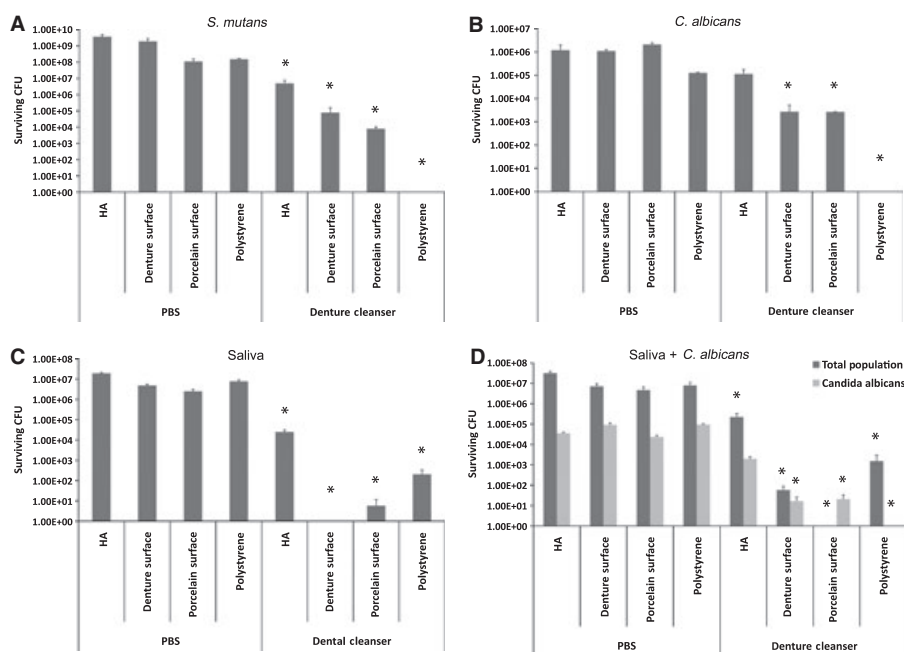 A
S. mutans
Surviving CFU
1.00E+10
1.00E+09
1.00E+08
1.00E+07
1.00E+06
1.00E+05
1.00E+04
1.00E+03
1.00E+02
1.00E+01
1.00E+00
*
*
*
*
HA
Denture surface
Porcelain surface
Polystyrene
HA
Denture surface
Porcelain surface
Polystyrene
PBS
Denture cleanser
B
C. albicans
Surviving CFU
1.00E+07
1.00E+06
1.00E+05
1.00E+04
1.00E+03
1.00E+02
1.00E+01
1.00E+00
*
*
*
HA
Denture surface
Porcelain surface
Polystyrene
HA
Denture surface
Porcelain surface
Polystyrene
PBS
Denture cleanser
C
Saliva
Surviving CFU
1.00E+08
1.00E+07
1.00E+06
1.00E+05
1.00E+04
1.00E+03
1.00E+02
1.00E+01
1.00E+00
*
*
*
*
HA
Denture surface
Porcelain surface
Polystyrene
HA
Denture surface
Porcelain surface
Polystyrene
PBS
Dental cleanser
D
Saliva + C. albicans
Total population
Candida albicans
Surviving CFU
1.00E+08
1.00E+07
1.00E+06
1.00E+05
1.00E+04
1.00E+03
1.00E+02
1.00E+01
1.00E+00
*
*
*
*
*
*
*
HA
Denture surface
Porcelain surface
Polystyrene
HA
Denture surface
Porcelain surface
Polystyrene
PBS
Denture cleanser